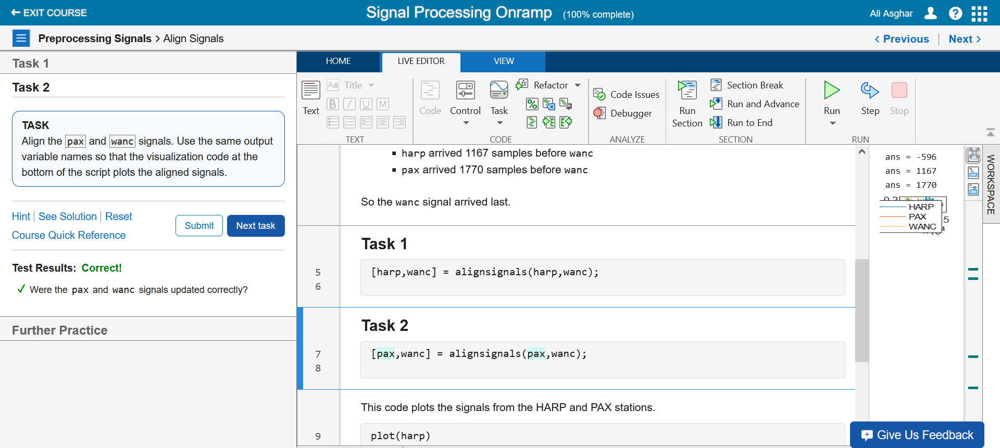 EXIT COURSE
Signal Processing Onramp (100% complete)
Ali Asghar
?
Preprocessing Signals > Align Signals
< Previous
Next >
Task 1
Task 2
TASK
Align the pax and wanc signals. Use the same output
variable names so that the visualization code at the
bottom of the script plots the aligned signals.
Hint | See Solution | Reset
Course Quick Reference
Submit
Next task
Test Results: Correct!
✓ Were the pax and wanc signals updated correctly?
Further Practice
HOME
LIVE EDITOR
VIEW
Text
Aa Title
B I U M
TEXT
Code
Control
Task
Refactor
CODE
Code Issues
Debugger
ANALYZE
Run
Section
Section Break
Run and Advance
Run to End
SECTION
Run
Step
Stop
RUN
▪ harp arrived 1167 samples before wanc
▪ pax arrived 1770 samples before wanc
So the wanc signal arrived last.
Task 1
5 [harp,wanc] = alignsignals(harp,wanc);
6
Task 2
7 [pax,wanc] = alignsignals(pax,wanc);
8
This code plots the signals from the HARP and PAX stations.
9 plot(harp)
ans = -596
ans = 1167
ans = 1770
HARP
PAX
WANC
5
WORKSPACE
Give Us Feedback